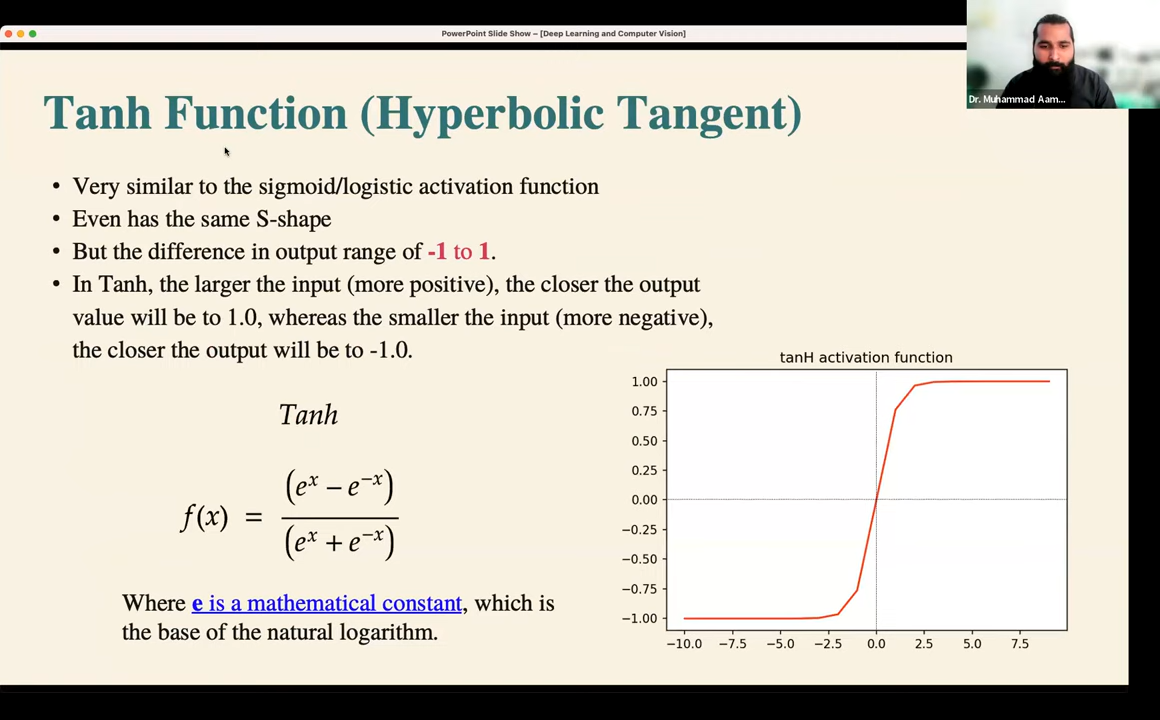 PowerPoint Slide Show – [Deep Learning and Computer Vision]
Dr. Muhammad Aam...
Tanh Function (Hyperbolic Tangent)
• Very similar to the sigmoid/logistic activation function
• Even has the same S-shape
• But the difference in output range of -1 to 1.
• In Tanh, the larger the input (more positive), the closer the output
value will be to 1.0, whereas the smaller the input (more negative),
the closer the output will be to -1.0.
Tanh
f(x) = (e^x − e^−x) / (e^x + e^−x)
Where e is a mathematical constant, which is
the base of the natural logarithm.
tanH activation function
1.00
0.75
0.50
0.25
0.00
−0.25
−0.50
−0.75
−1.00
−10.0 −7.5 −5.0 −2.5 0.0 2.5 5.0 7.5